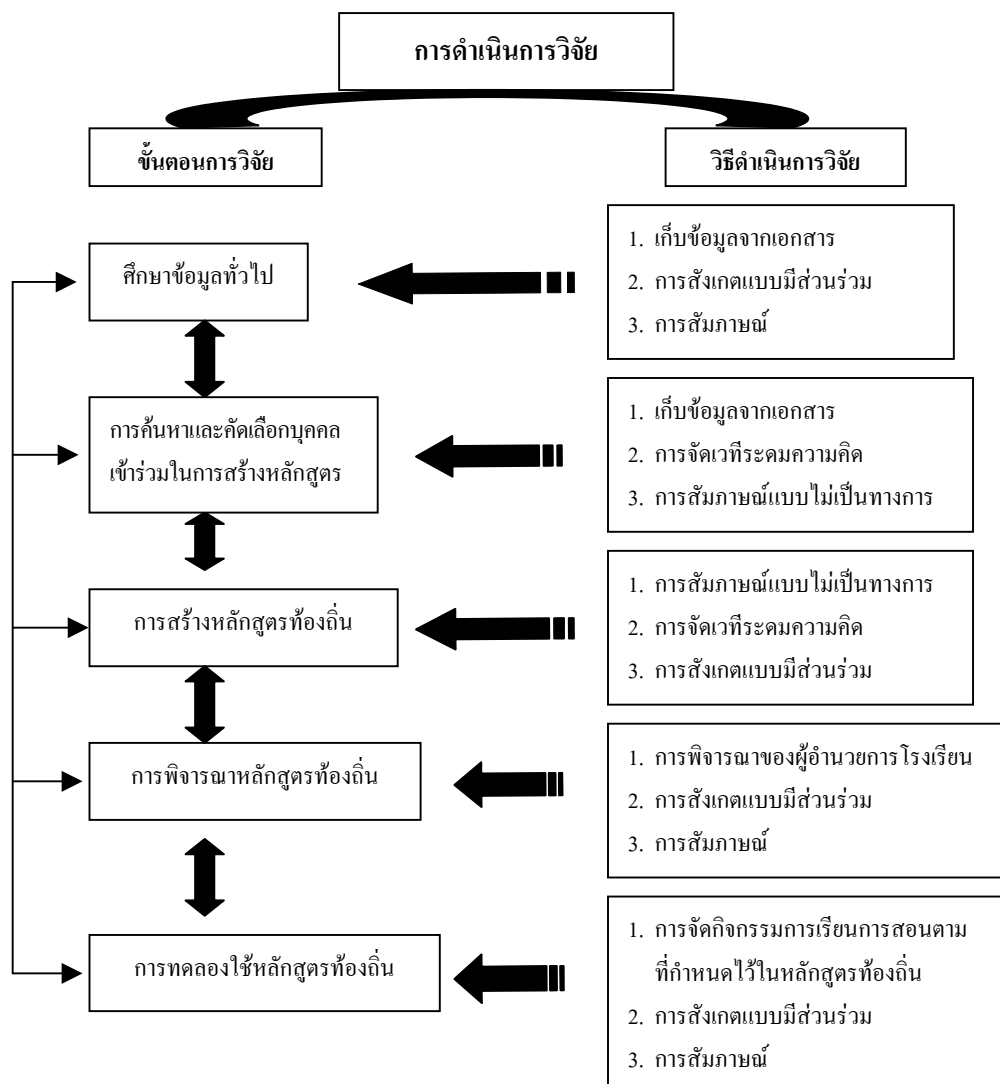 การดำเนินการวิจัย
ขั้นตอนการวิจัย
วิธีดำเนินการวิจัย
ศึกษาข้อมูลทั่วไป
1. เก็บข้อมูลจากเอกสาร
2. การสังเกตแบบมีส่วนร่วม
3. การสัมภาษณ์
การค้นหาและคัดเลือกบุคคล
เข้าร่วมในการสร้างหลักสูตร
1. เก็บข้อมูลจากเอกสาร
2. การจัดเวทีระดมความคิด
3. การสัมภาษณ์แบบไม่เป็นทางการ
การสร้างหลักสูตรท้องถิ่น
1. การสัมภาษณ์แบบไม่เป็นทางการ
2. การจัดเวทีระดมความคิด
3. การสังเกตแบบมีส่วนร่วม
การพิจารณาหลักสูตรท้องถิ่น
1. การพิจารณาของผู้อำนวยการโรงเรียน
2. การสังเกตแบบมีส่วนร่วม
3. การสัมภาษณ์
การทดลองใช้หลักสูตรท้องถิ่น
1. การจัดกิจกรรมการเรียนการสอนตาม
ที่กำหนดไว้ในหลักสูตรท้องถิ่น
2. การสังเกตแบบมีส่วนร่วม
3. การสัมภาษณ์